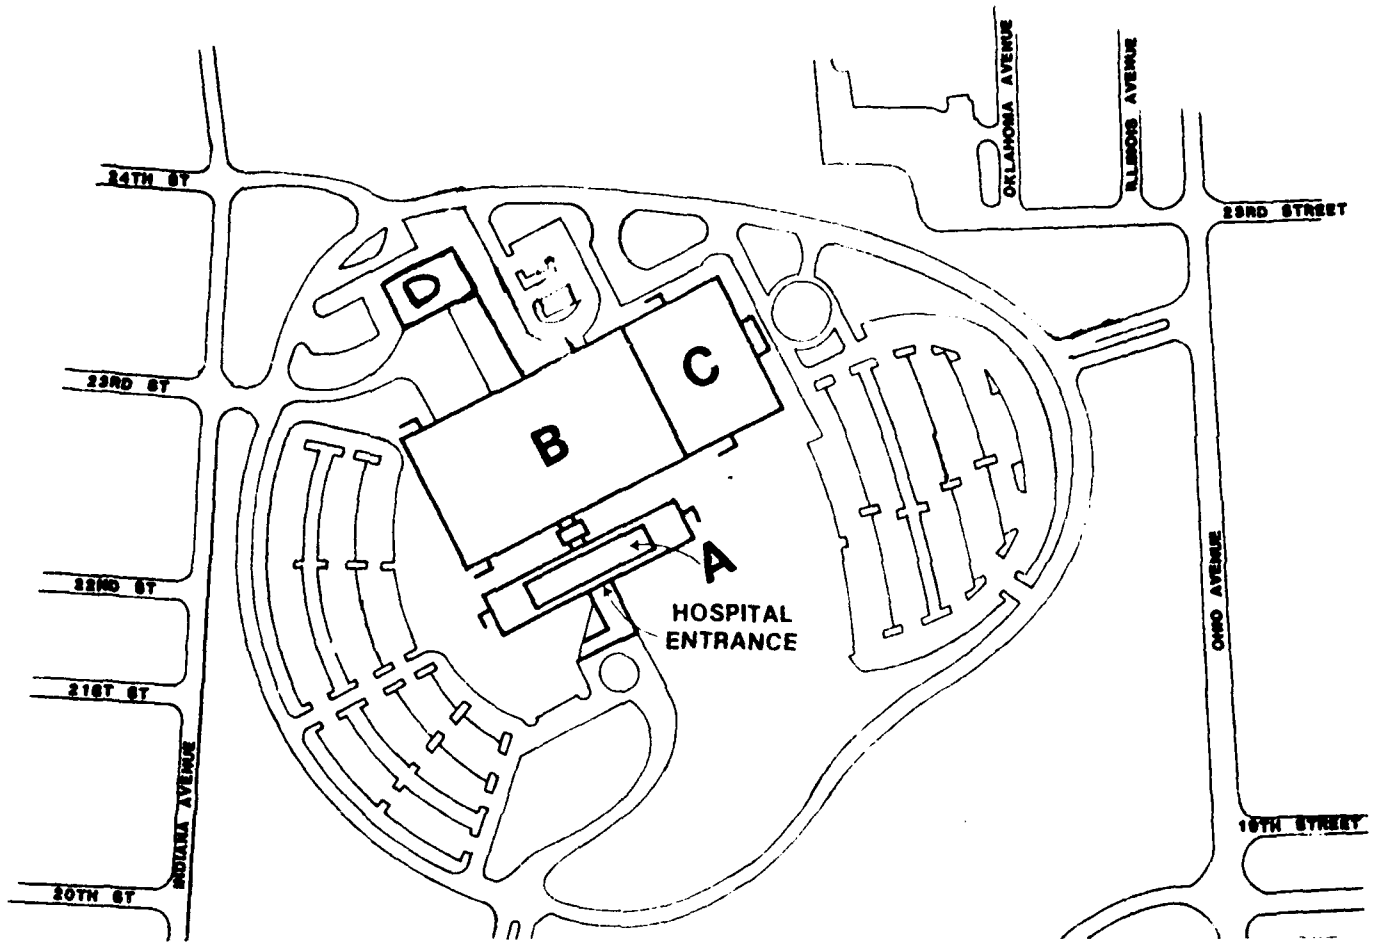 OKLAHOMA AVENUE
ILLINOIS AVENUE
24TH ST
23RD STREET
D
C
23RD ST
B
A
22ND ST
HOSPITAL
ENTRANCE
OHIO AVENUE
21ST ST
INDIANA AVENUE
19TH STREET
20TH ST